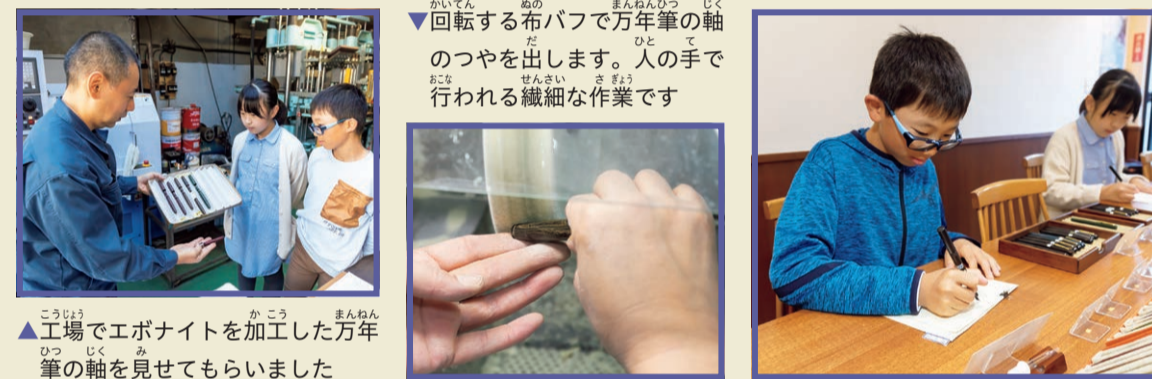 ▼回転する布バフで万年筆の軸
のつやを出します。人の手で
行われる繊細な作業です
▲工場でエボナイトを加工した万年
筆の軸を見せてもらいました